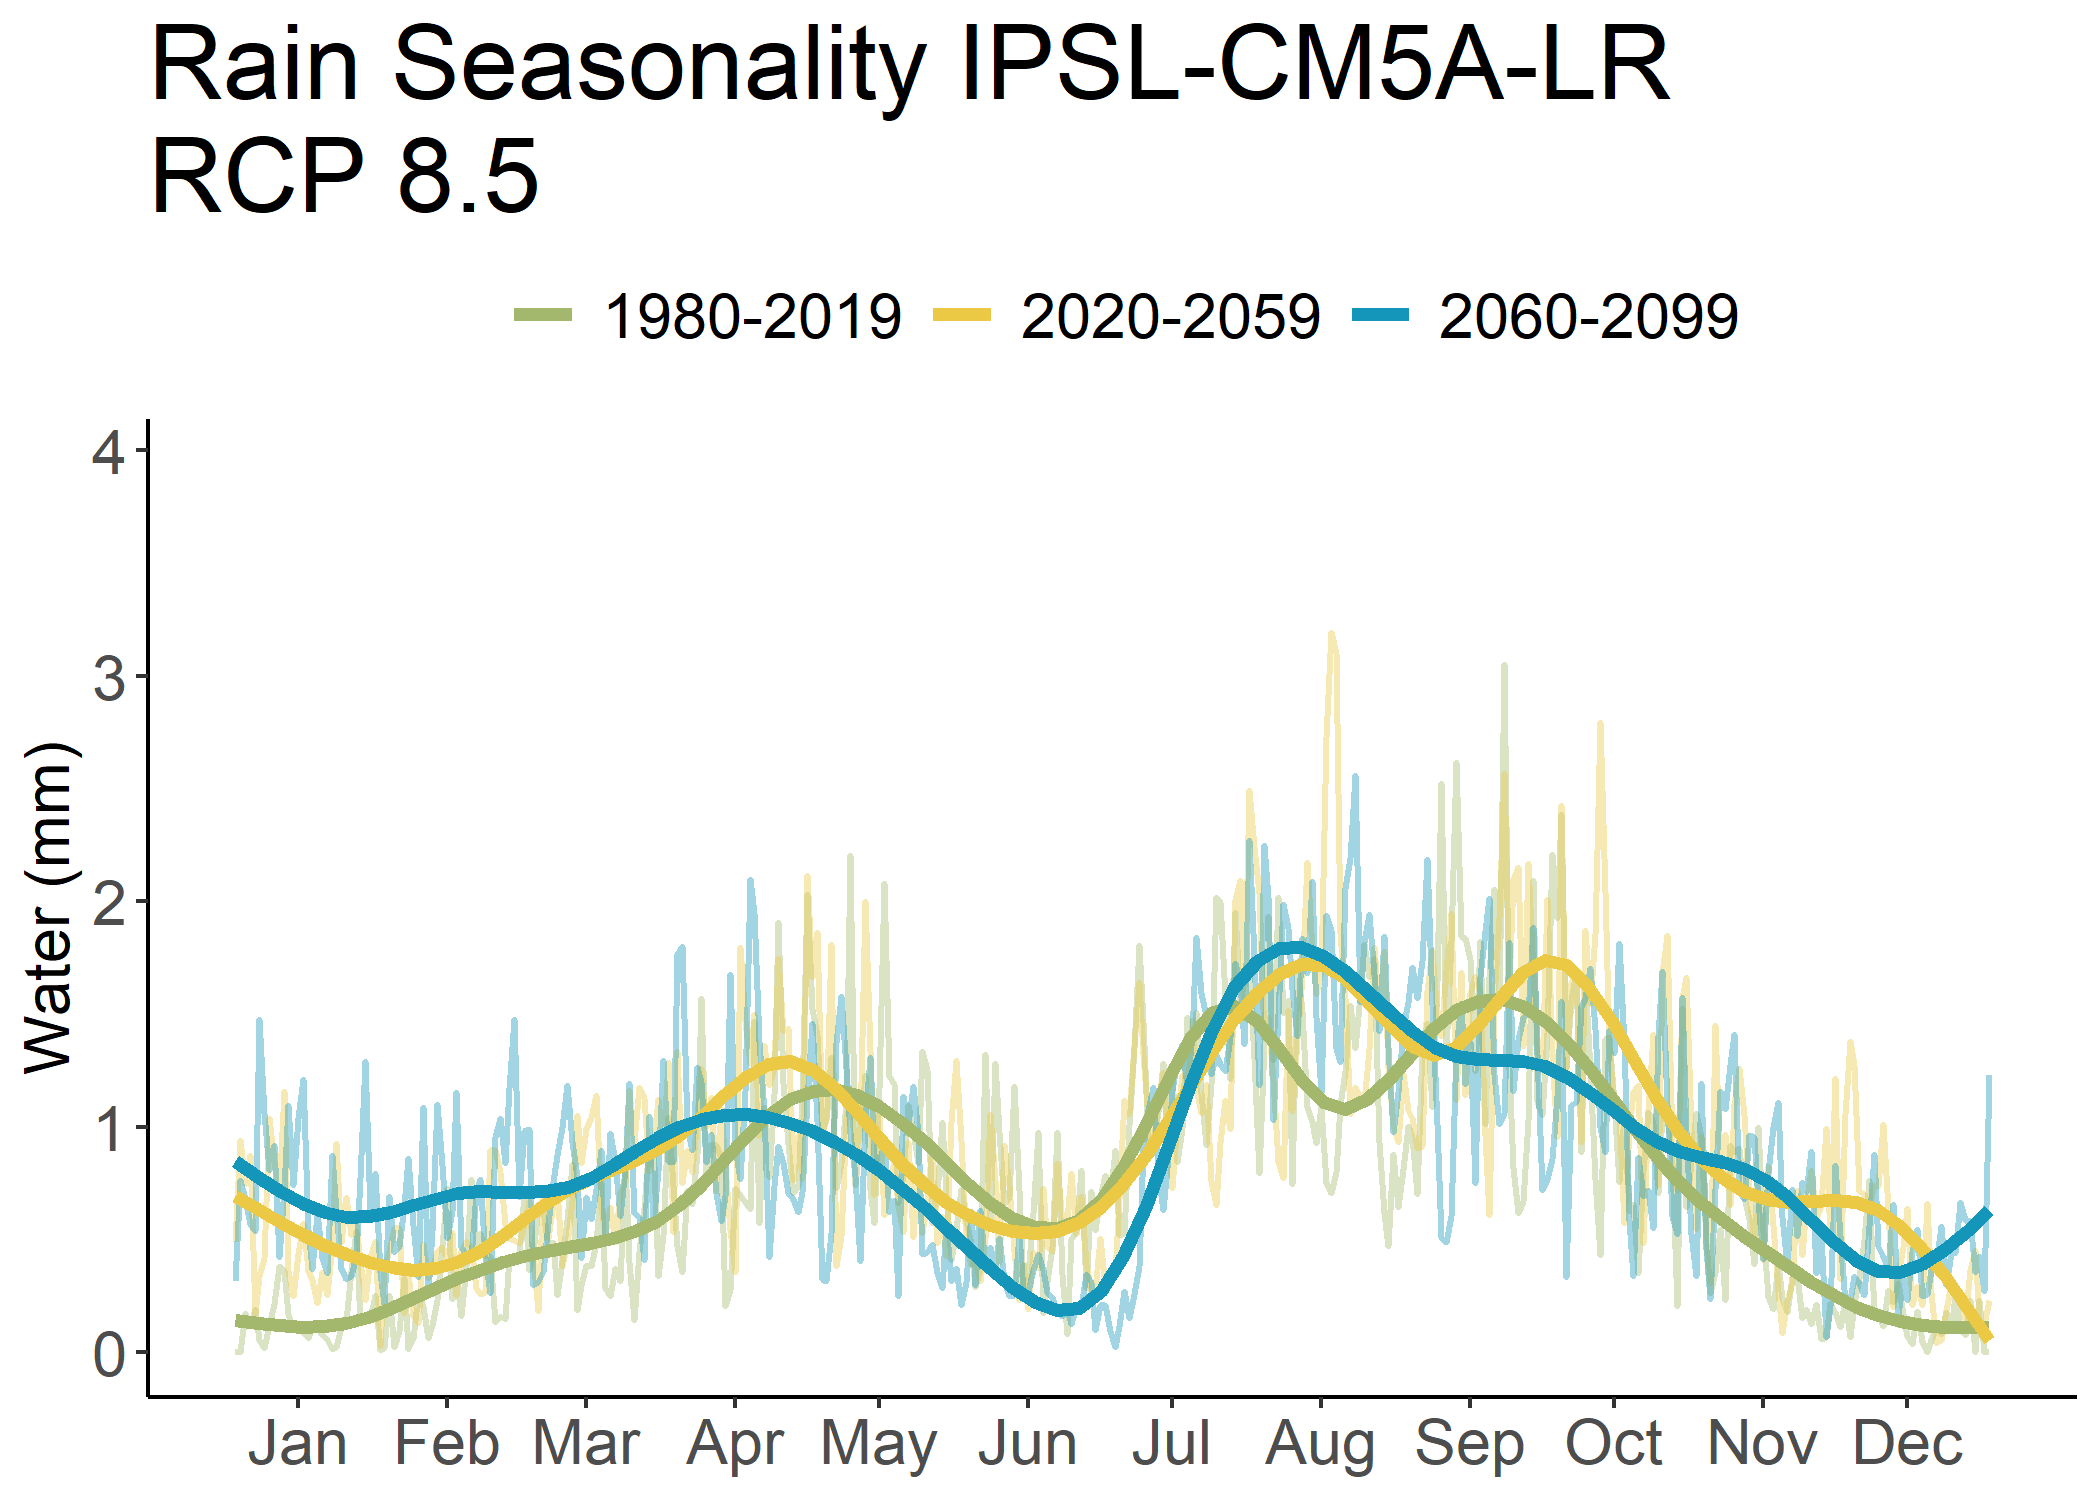 Rain Seasonality IPSL-CM5A-LR
RCP 8.5
1980-2019 2020-2059 2060-2099
4
3
2
1
0
Water (mm)
Jan Feb Mar Apr May Jun Jul Aug Sep Oct Nov Dec